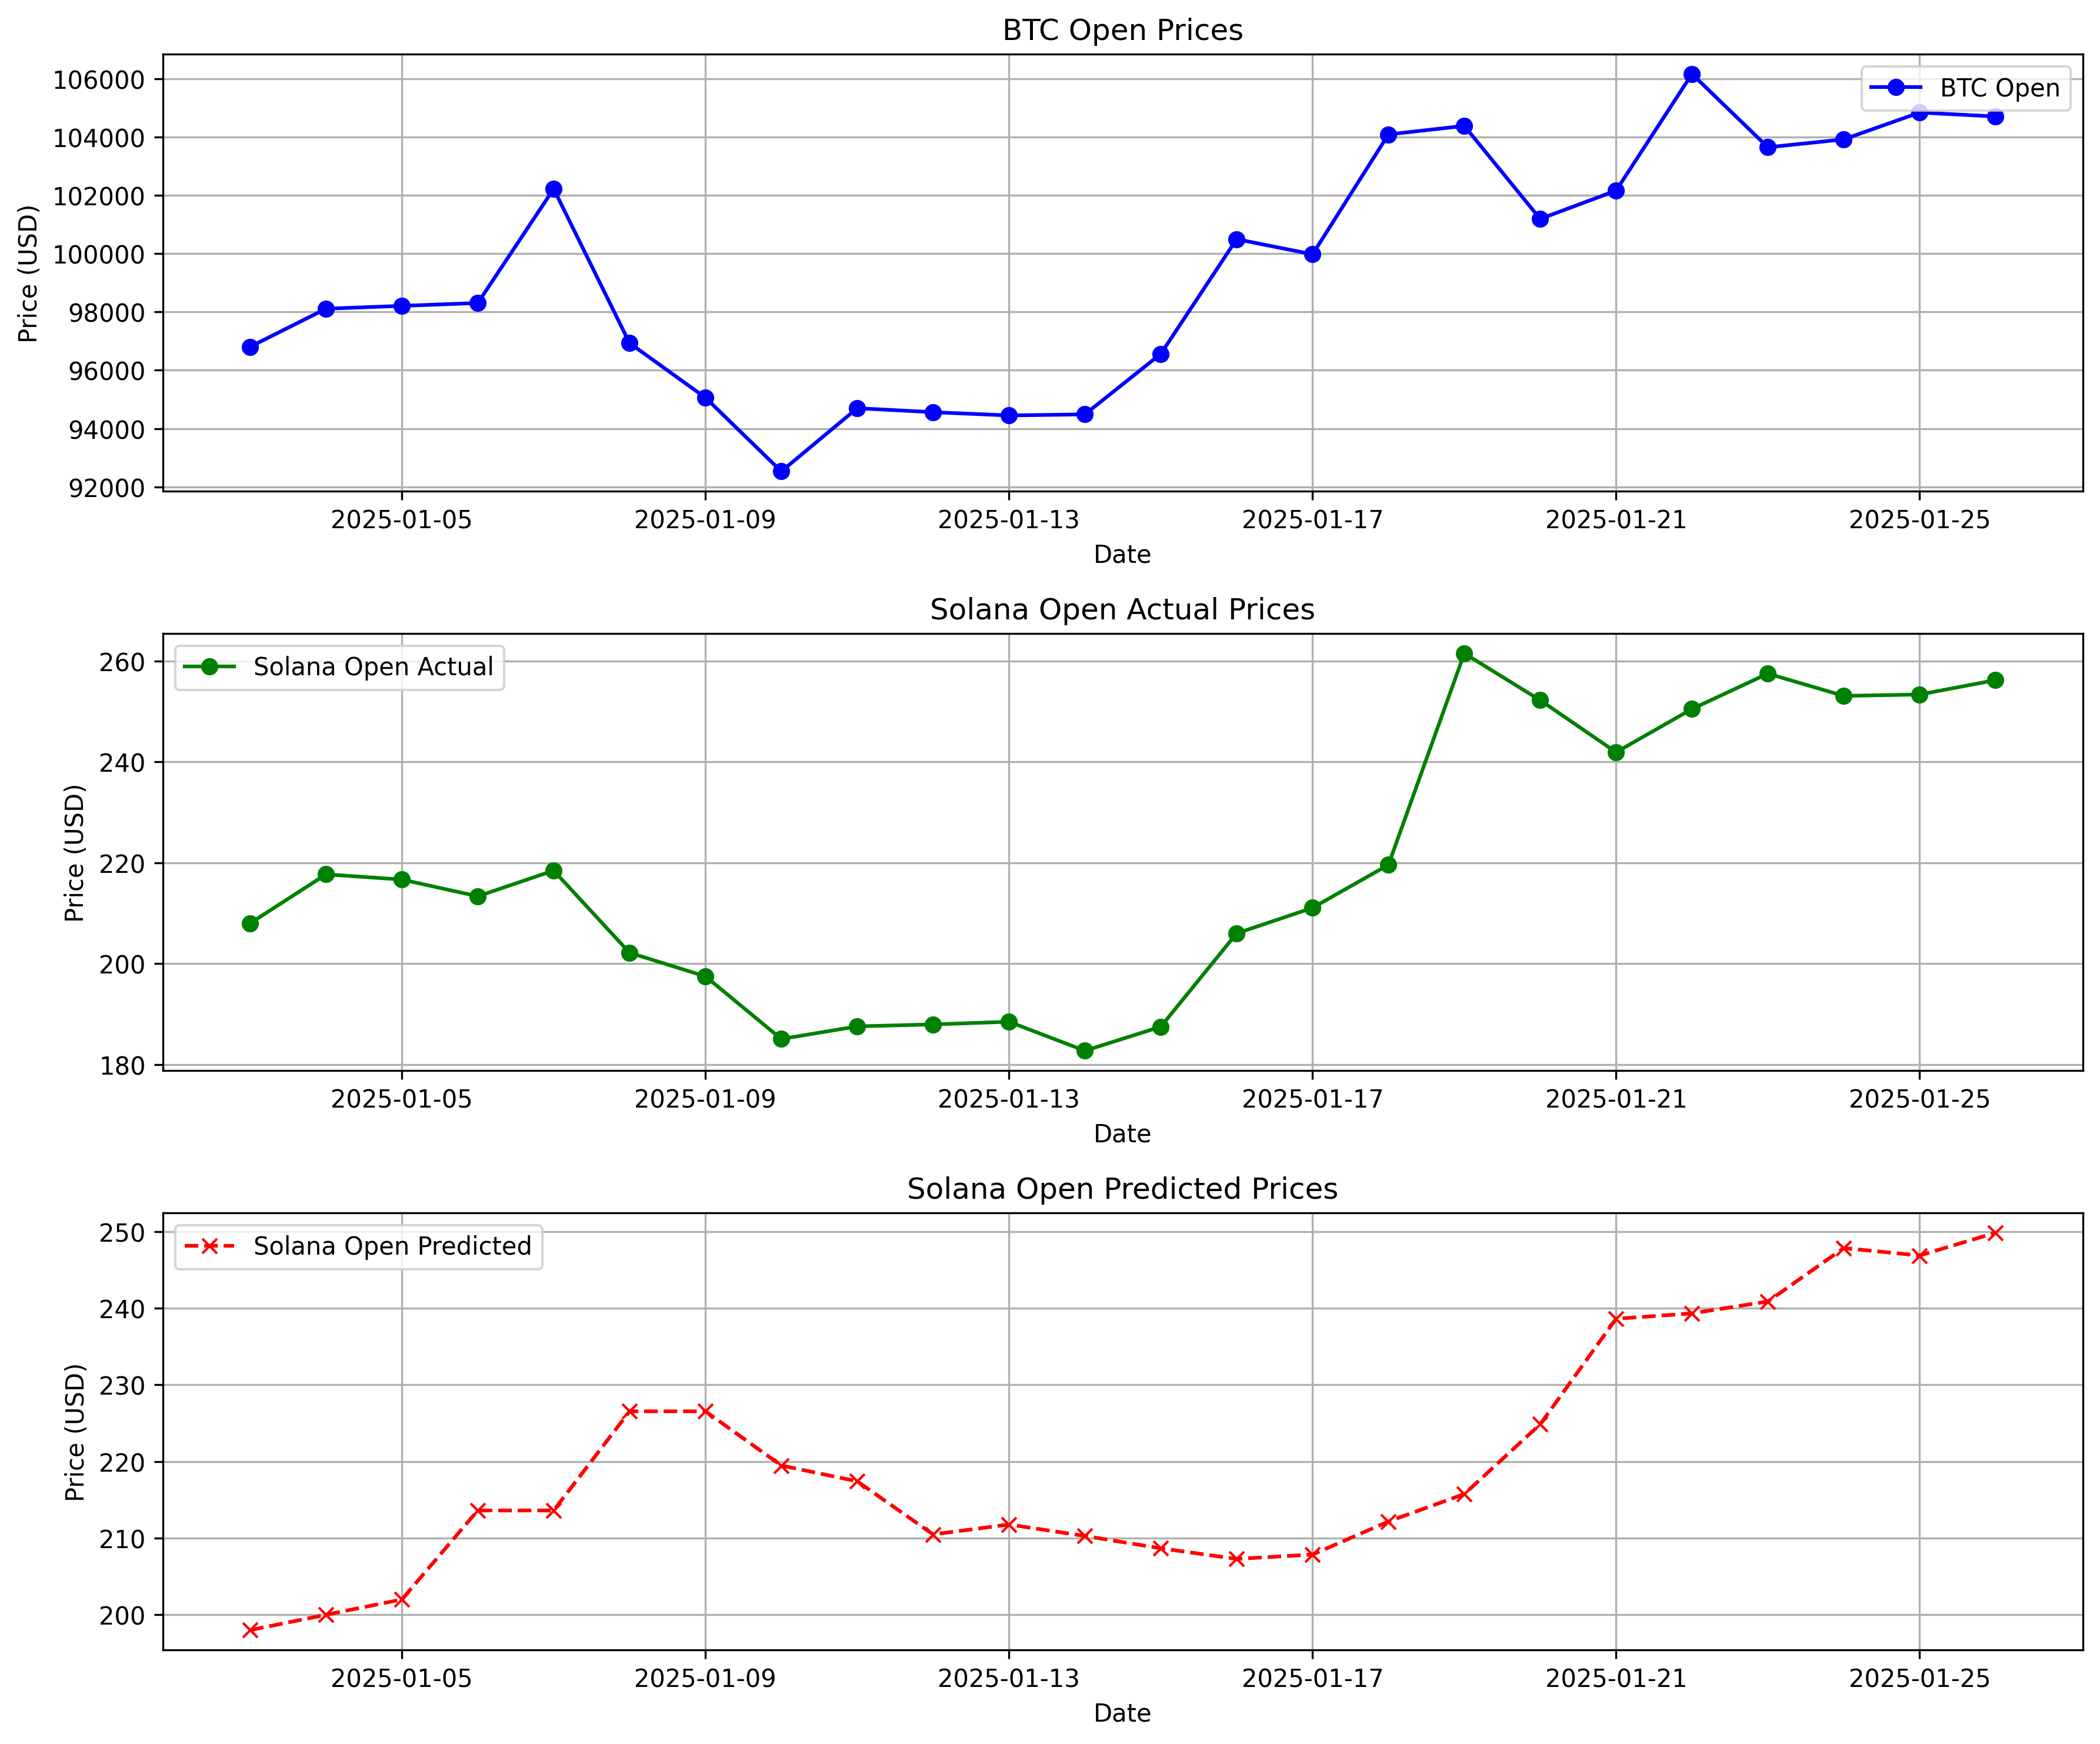 BTC Open Prices
BTC Open
Price (USD)
106000
104000
102000
100000
98000
96000
94000
92000
2025-01-05 2025-01-09 2025-01-13 2025-01-17 2025-01-21 2025-01-25
Date
Solana Open Actual Prices
Solana Open Actual
Price (USD)
260
240
220
200
180
2025-01-05 2025-01-09 2025-01-13 2025-01-17 2025-01-21 2025-01-25
Date
Solana Open Predicted Prices
Solana Open Predicted
Price (USD)
250
240
230
220
210
200
2025-01-05 2025-01-09 2025-01-13 2025-01-17 2025-01-21 2025-01-25
Date